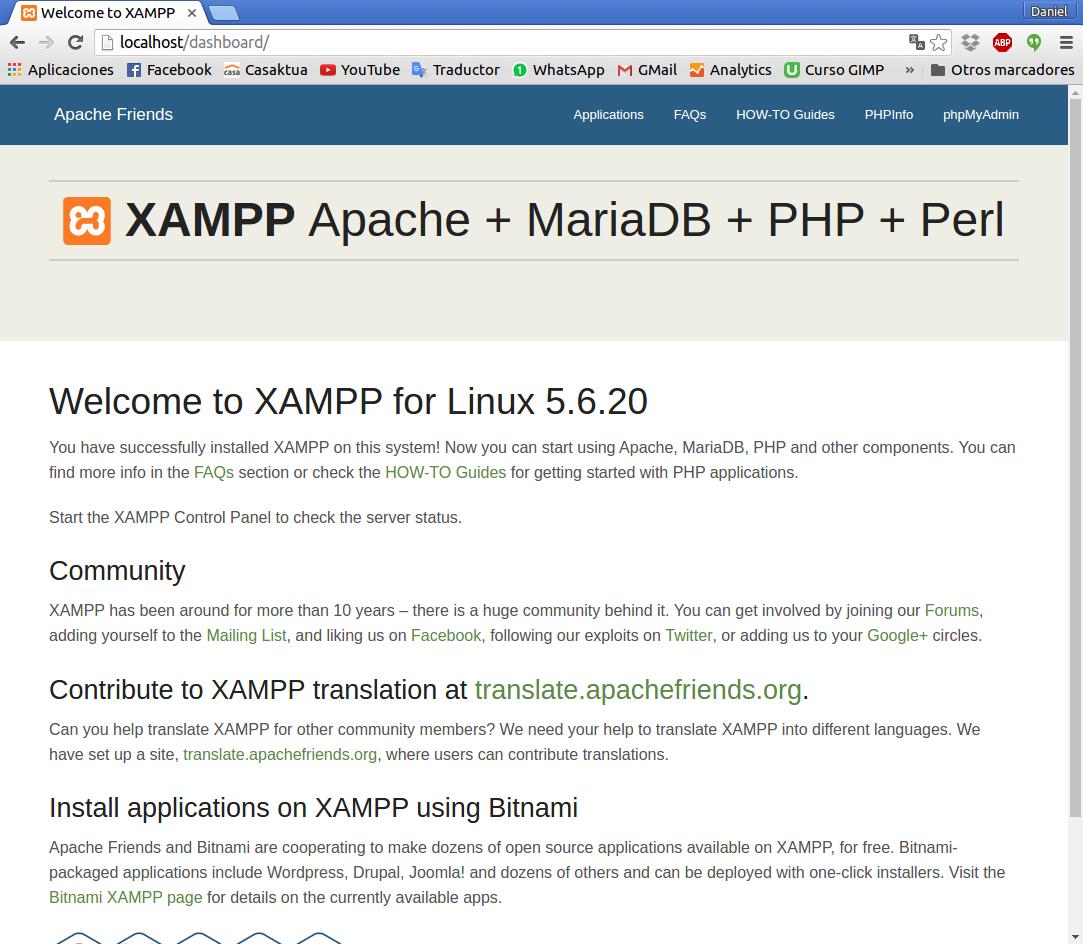 Welcome to XAMPP
Daniel
localhost/dashboard/
ABP
Aplicaciones Facebook casa Casaktua YouTube Traductor 1 WhatsApp GMail Analytics Curso GIMP » Otros marcadores
Apache Friends Applications FAQs HOW-TO Guides PHPInfo phpMyAdmin
XAMPP Apache + MariaDB + PHP + Perl
Welcome to XAMPP for Linux 5.6.20
You have successfully installed XAMPP on this system! Now you can start using Apache, MariaDB, PHP and other components. You can
find more info in the FAQs section or check the HOW-TO Guides for getting started with PHP applications.
Start the XAMPP Control Panel to check the server status.
Community
XAMPP has been around for more than 10 years – there is a huge community behind it. You can get involved by joining our Forums,
adding yourself to the Mailing List, and liking us on Facebook, following our exploits on Twitter, or adding us to your Google+ circles.
Contribute to XAMPP translation at translate.apachefriends.org.
Can you help translate XAMPP for other community members? We need your help to translate XAMPP into different languages. We
have set up a site, translate.apachefriends.org, where users can contribute translations.
Install applications on XAMPP using Bitnami
Apache Friends and Bitnami are cooperating to make dozens of open source applications available on XAMPP, for free. Bitnami-
packaged applications include Wordpress, Drupal, Joomla! and dozens of others and can be deployed with one-click installers. Visit the
Bitnami XAMPP page for details on the currently available apps.